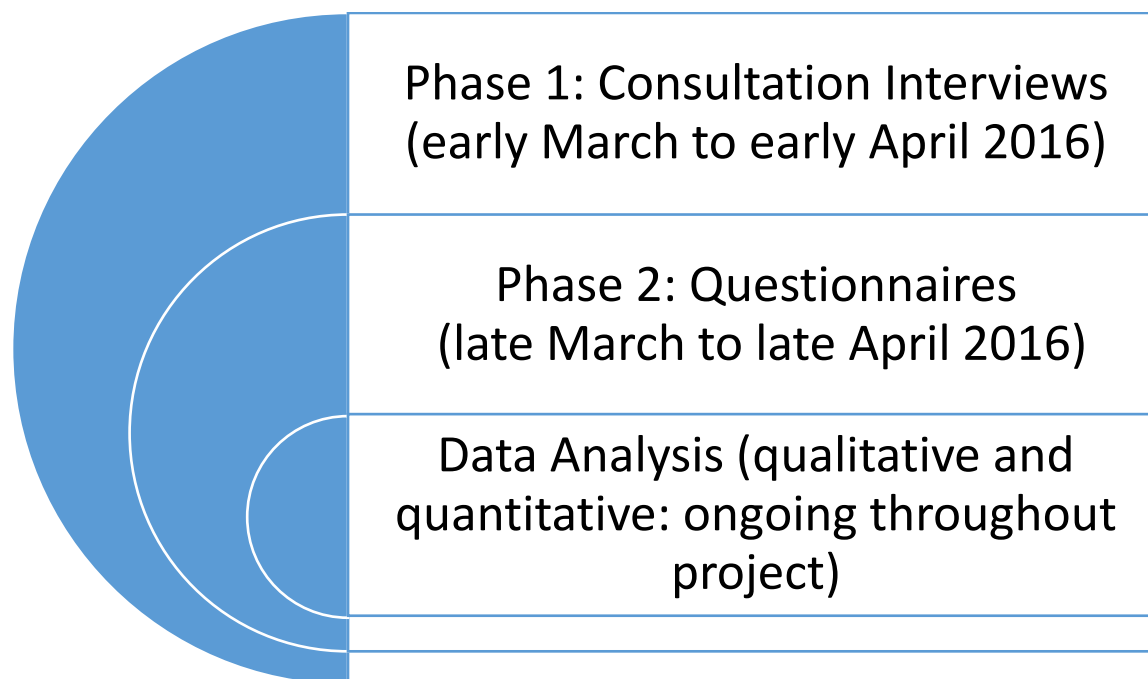 Phase 1: Consultation Interviews
(early March to early April 2016)
Phase 2: Questionnaires
(late March to late April 2016)
Data Analysis (qualitative and
quantitative: ongoing throughout
project)